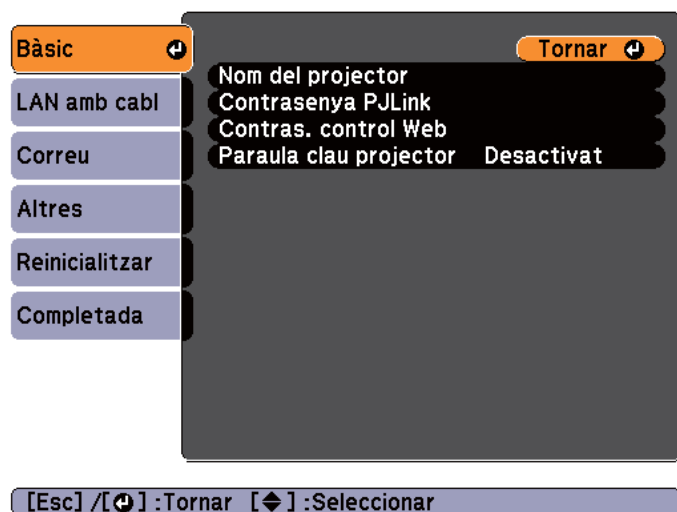 Bàsic
Tornar
Nom del projector
Contrasenya PJLink
Contras. control Web
Paraula clau projector Desactivat
LAN amb cabl
Correu
Altres
Reinicialitzar
Completada
[Esc] /[⏎] :Tornar [◆] :Seleccionar